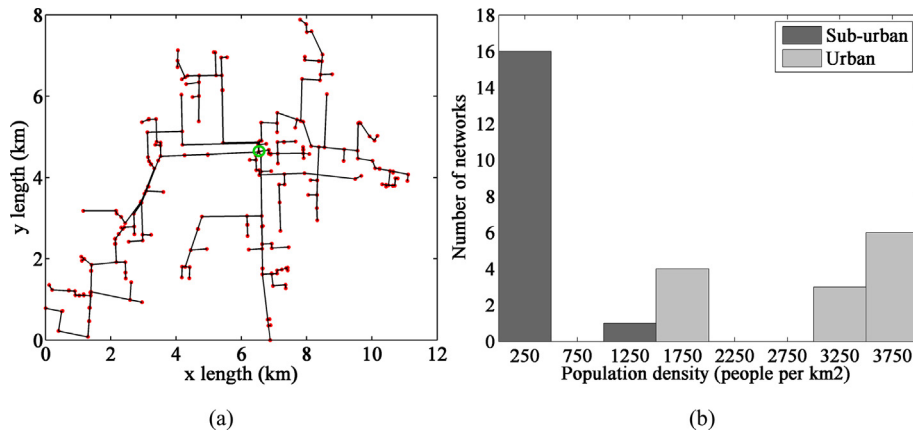 8
6
4
2
0
y length (km)
0 2 4 6 8 10 12
x length (km)
(a)
18
16
14
12
10
8
6
4
2
0
Number of networks
Sub-urban
Urban
250 750 1250 1750 2250 2750 3250 3750
Population density (people per km2)
(b)